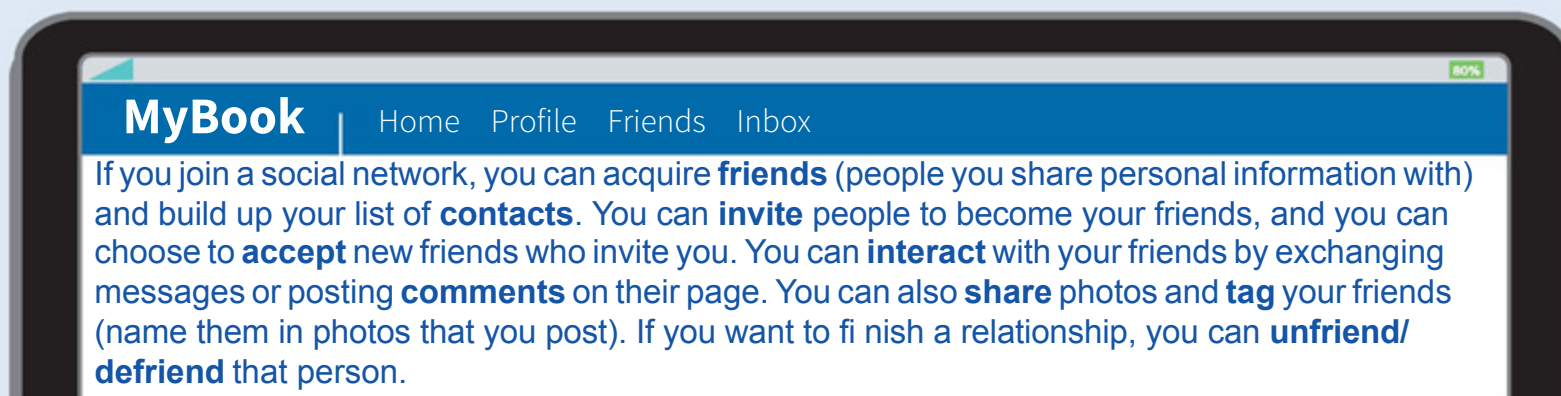 80%
MyBook Home Profile Friends Inbox
If you join a social network, you can acquire friends (people you share personal information with)
and build up your list of contacts. You can invite people to become your friends, and you can
choose to accept new friends who invite you. You can interact with your friends by exchanging
messages or posting comments on their page. You can also share photos and tag your friends
(name them in photos that you post). If you want to fi nish a relationship, you can unfriend/
defriend that person.